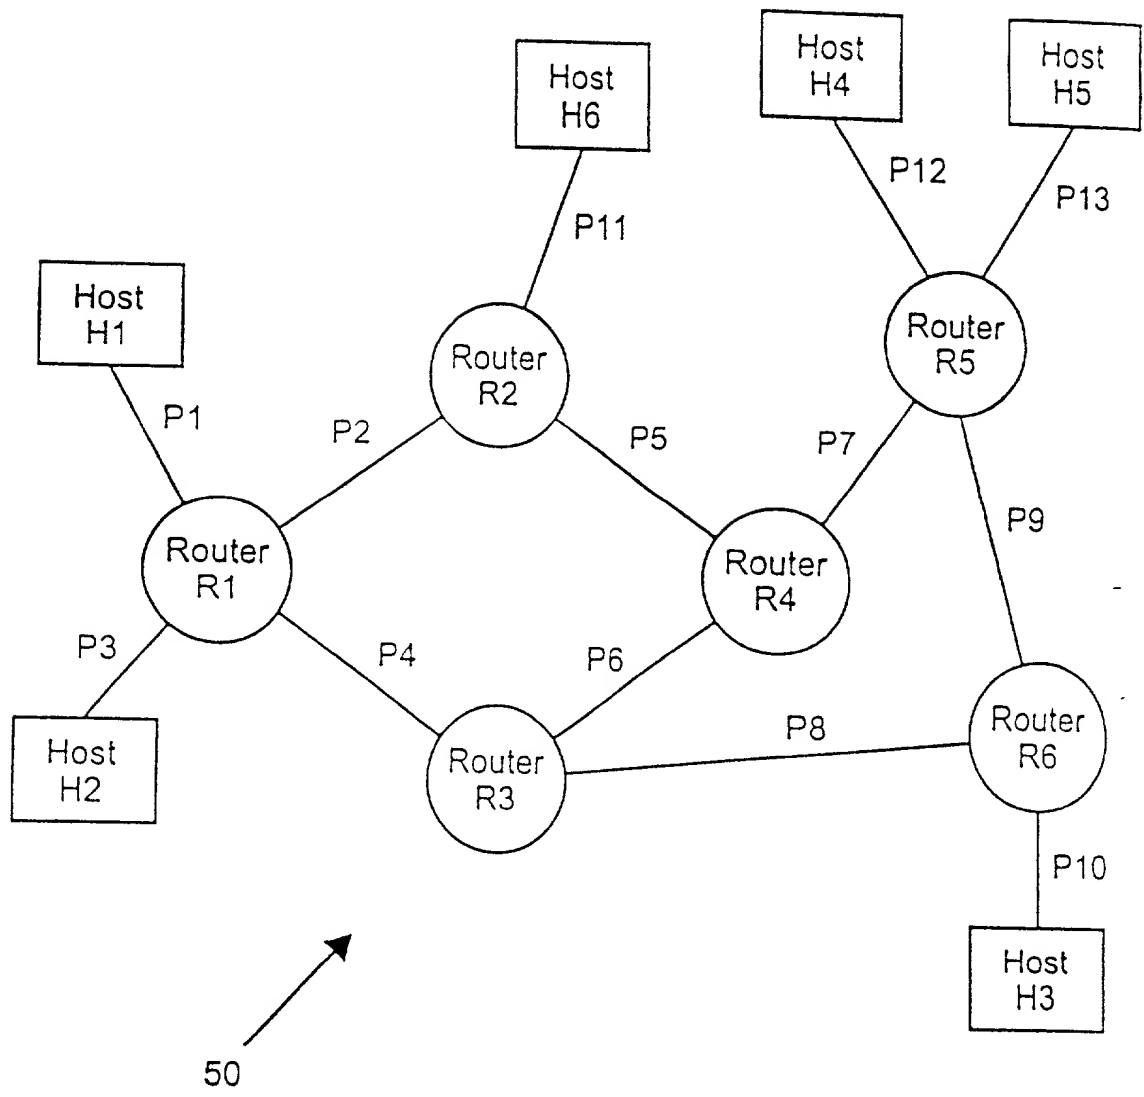 Host
H4
Host
H5
Host
H6
P12
P13
P11
Host
H1
Router
R5
Router
R2
P1
P2
P5
P7
P9
Router
R1
Router
R4
P3
P4
P6
P8
Router
R6
Host
H2
Router
R3
P10
Host
H3
50